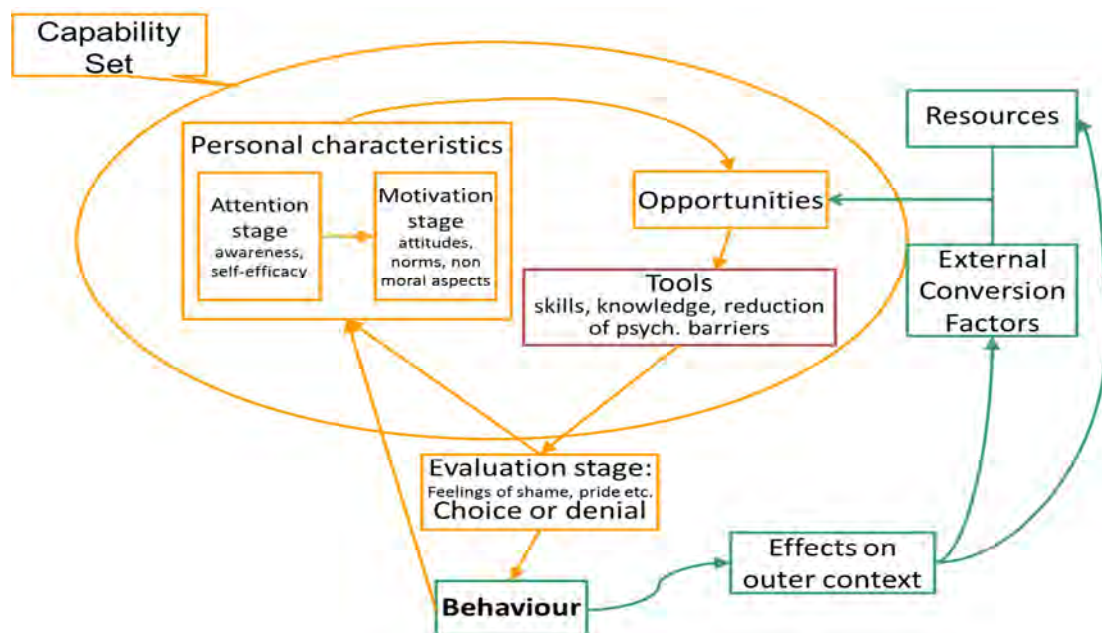 Capability
Set
Personal characteristics
Attention
stage
awareness,
self-efficacy
Motivation
stage
attitudes,
norms, non
moral aspects
Opportunities
Tools
skills, knowledge, reduction
of psych. barriers
Resources
External
Conversion
Factors
Evaluation stage:
Feelings of shame, pride etc.
Choice or denial
Behaviour
Effects on
outer context